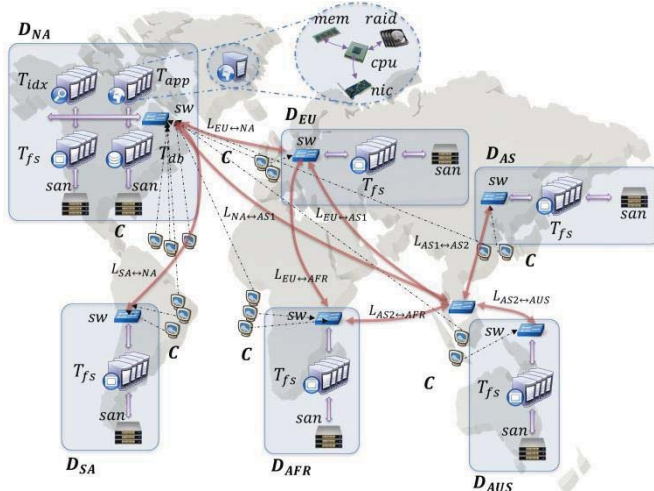 D_NA
mem
raid
cpu
nic
T_idx
T_app
sw
T_fs
T_db
san
san
C
L_EU↔NA
C
D_EU
sw
T_fs
san
D_AS
sw
T_fs
san
C
L_NA↔AS1
L_EU↔AS1
L_AS1↔AS2
L_SA↔NA
L_EU↔AFR
L_AS2↔AFR
L_AS2↔AUS
sw
C
T_fs
san
D_SA
C
sw
T_fs
san
D_AFR
C
sw
T_fs
san
D_AUS